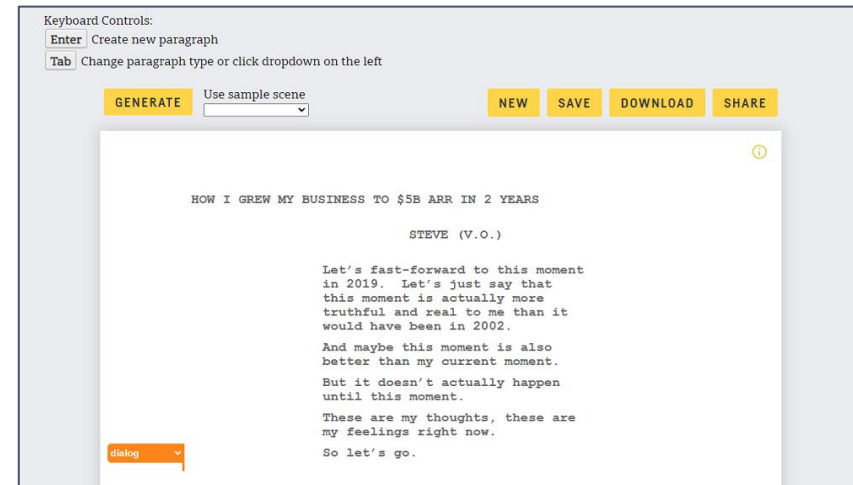 Keyboard Controls:
Enter Create new paragraph
Tab Change paragraph type or click dropdown on the left
GENERATE
Use sample scene
NEW SAVE DOWNLOAD SHARE
HOW I GREW MY BUSINESS TO $5B ARR IN 2 YEARS
STEVE (V.O.)
Let's fast-forward to this moment
in 2019.  Let's just say that
this moment is actually more
truthful and real to me than it
would have been in 2002.
And maybe this moment is also
better than my current moment.
But it doesn't actually happen
until this moment.
These are my thoughts, these are
my feelings right now.
dialog
So let's go.